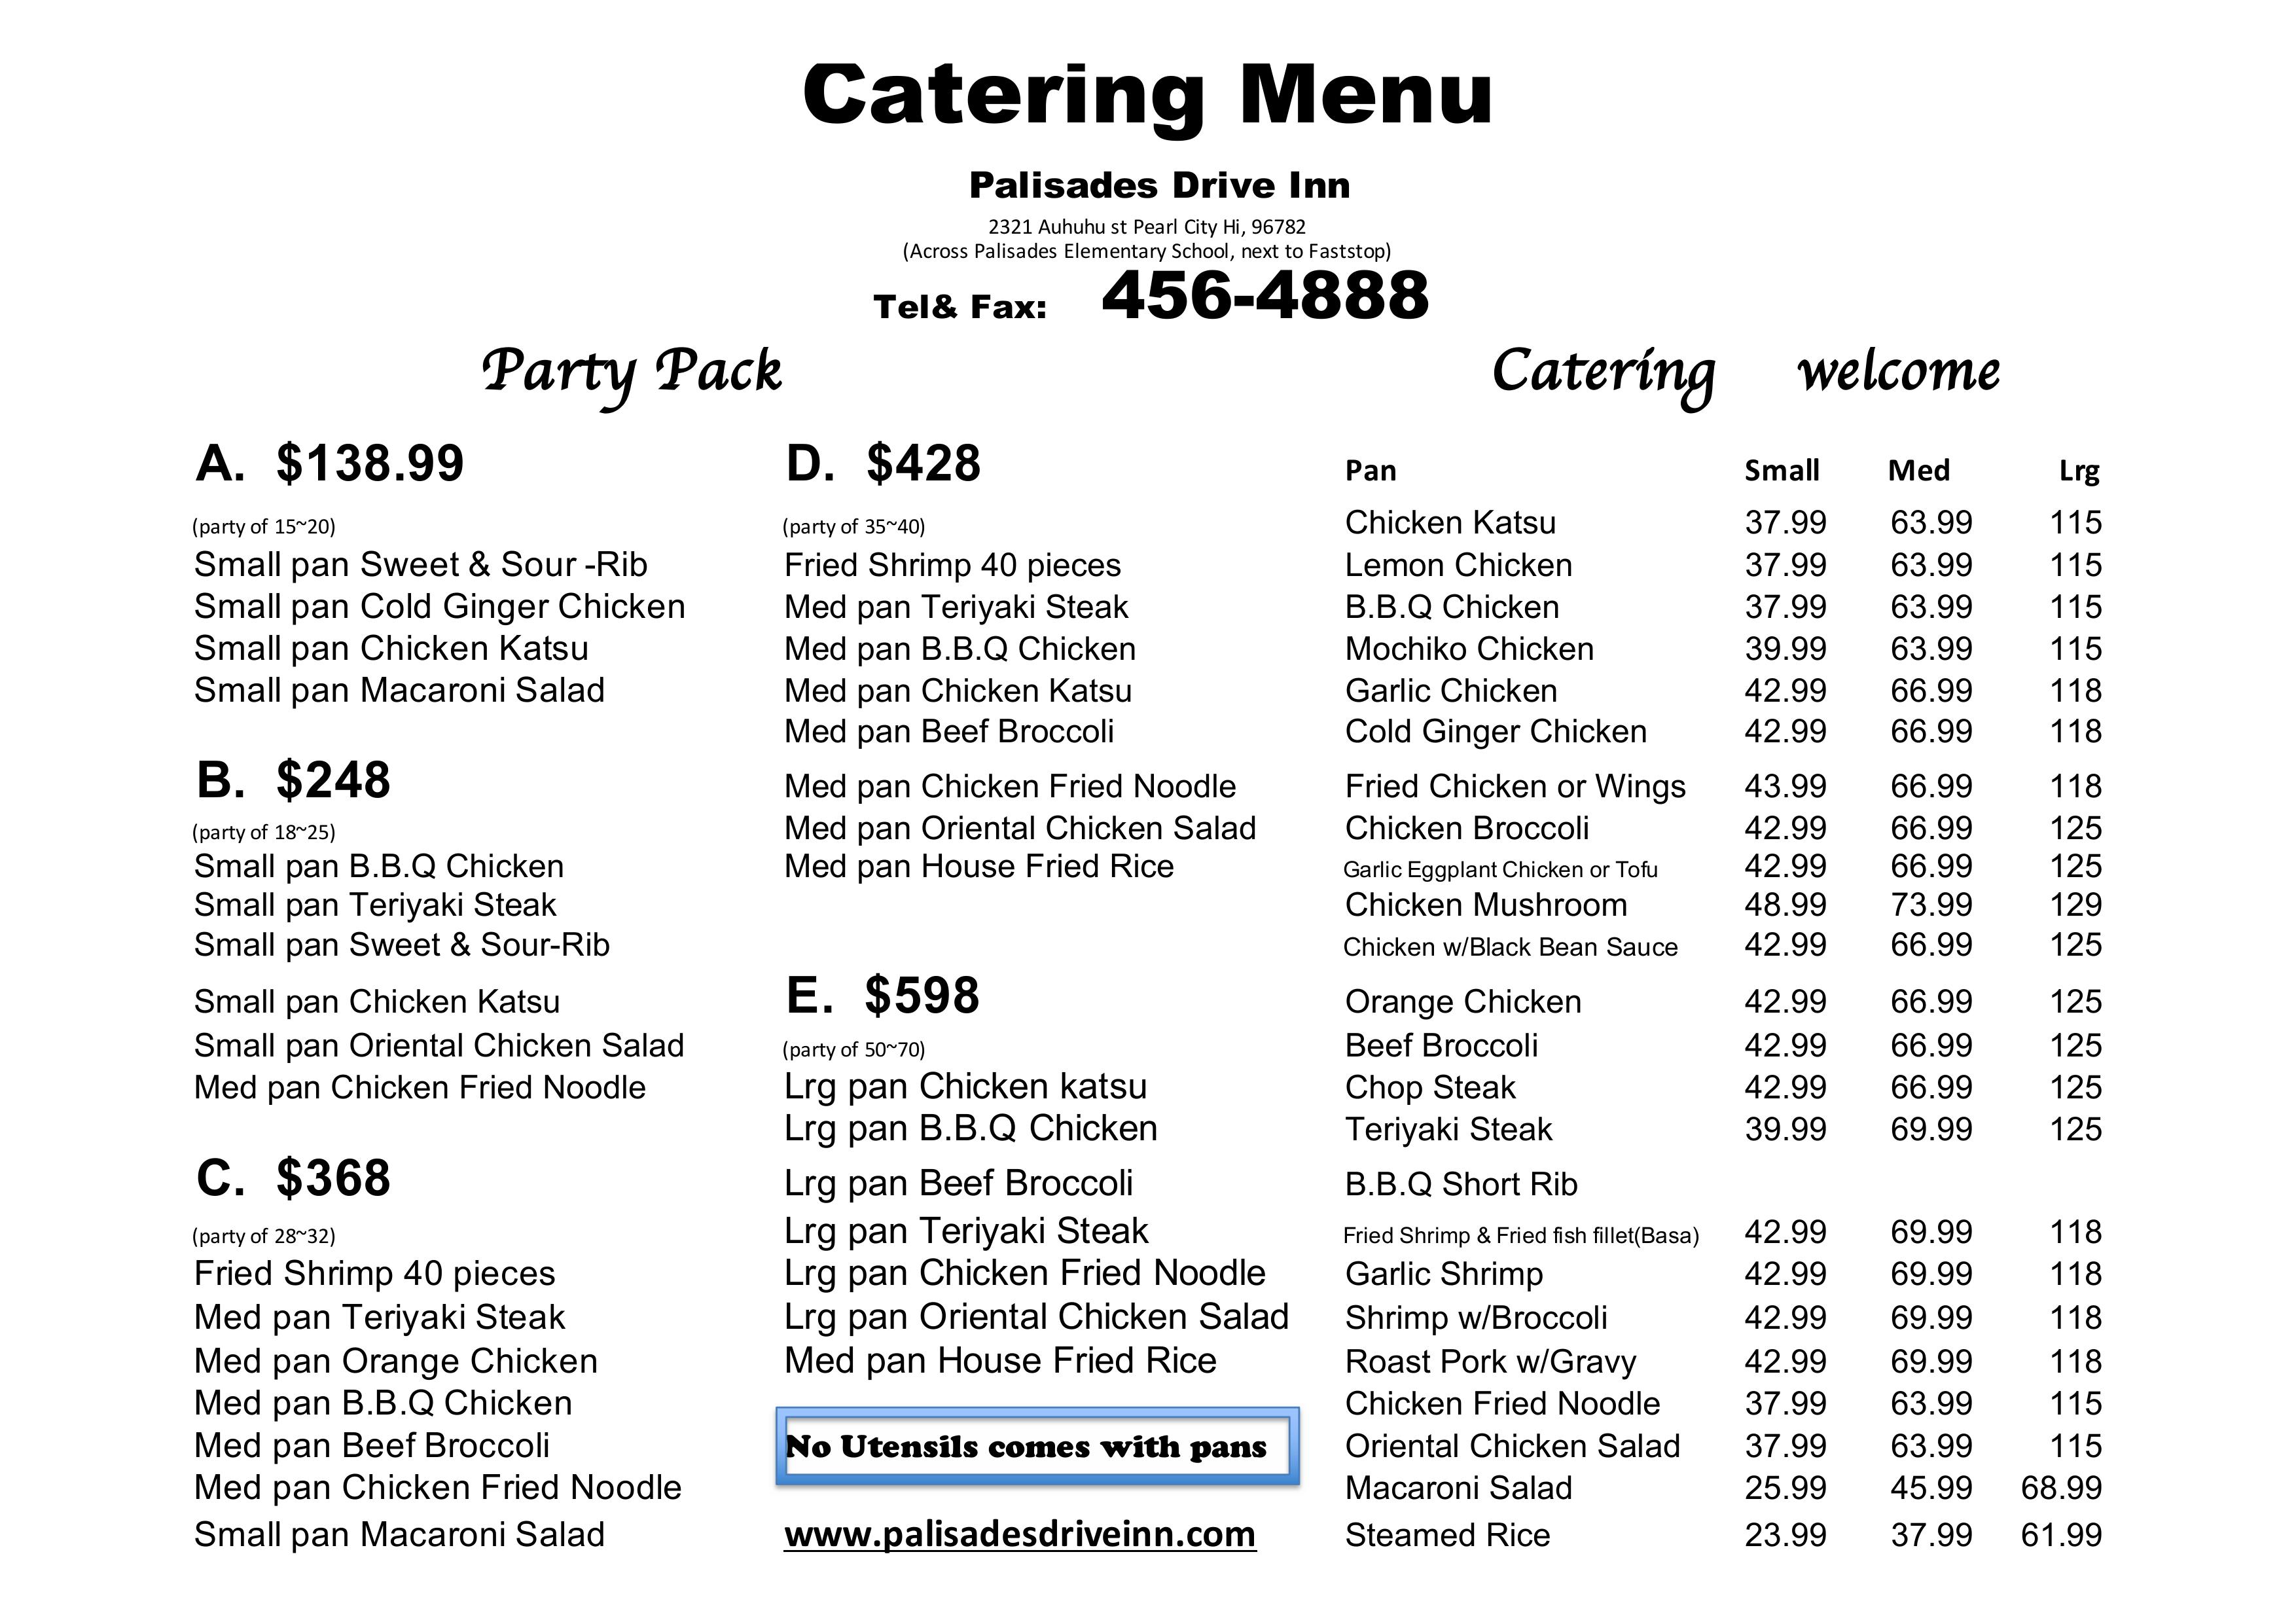 Catering Menu
Palisades Drive Inn
2321 Auhuhu st Pearl City Hi, 96782
(Across Palisades Elementary School, next to Faststop)
Tel& Fax: 456-4888
Party Pack
A. $138.99
(party of 15~20)
Small pan Sweet & Sour -Rib
Small pan Cold Ginger Chicken
Small pan Chicken Katsu
Small pan Macaroni Salad
B. $248
(party of 18~25)
Small pan B.B.Q Chicken
Small pan Teriyaki Steak
Small pan Sweet & Sour-Rib
Small pan Chicken Katsu
Small pan Oriental Chicken Salad
Med pan Chicken Fried Noodle
C. $368
(party of 28~32)
Fried Shrimp 40 pieces
Med pan Teriyaki Steak
Med pan Orange Chicken
Med pan B.B.Q Chicken
Med pan Beef Broccoli
Med pan Chicken Fried Noodle
Small pan Macaroni Salad
D. $428
(party of 35~40)
Fried Shrimp 40 pieces
Med pan Teriyaki Steak
Med pan B.B.Q Chicken
Med pan Chicken Katsu
Med pan Beef Broccoli
Med pan Chicken Fried Noodle
Med pan Oriental Chicken Salad
Med pan House Fried Rice
E. $598
(party of 50~70)
Lrg pan Chicken katsu
Lrg pan B.B.Q Chicken
Lrg pan Beef Broccoli
Lrg pan Teriyaki Steak
Lrg pan Chicken Fried Noodle
Lrg pan Oriental Chicken Salad
Med pan House Fried Rice
No Utensils comes with pans
www.palisadesdriveinn.com
Catering welcome
Pan Small Med Lrg
Chicken Katsu 37.99 63.99 115
Lemon Chicken 37.99 63.99 115
B.B.Q Chicken 37.99 63.99 115
Mochiko Chicken 39.99 63.99 115
Garlic Chicken 42.99 66.99 118
Cold Ginger Chicken 42.99 66.99 118
Fried Chicken or Wings 43.99 66.99 118
Chicken Broccoli 42.99 66.99 125
Garlic Eggplant Chicken or Tofu 42.99 66.99 125
Chicken Mushroom 48.99 73.99 129
Chicken w/Black Bean Sauce 42.99 66.99 125
Orange Chicken 42.99 66.99 125
Beef Broccoli 42.99 66.99 125
Chop Steak 42.99 66.99 125
Teriyaki Steak 39.99 69.99 125
B.B.Q Short Rib
Fried Shrimp & Fried fish fillet(Basa) 42.99 69.99 118
Garlic Shrimp 42.99 69.99 118
Shrimp w/Broccoli 42.99 69.99 118
Roast Pork w/Gravy 42.99 69.99 118
Chicken Fried Noodle 37.99 63.99 115
Oriental Chicken Salad 37.99 63.99 115
Macaroni Salad 25.99 45.99 68.99
Steamed Rice 23.99 37.99 61.99